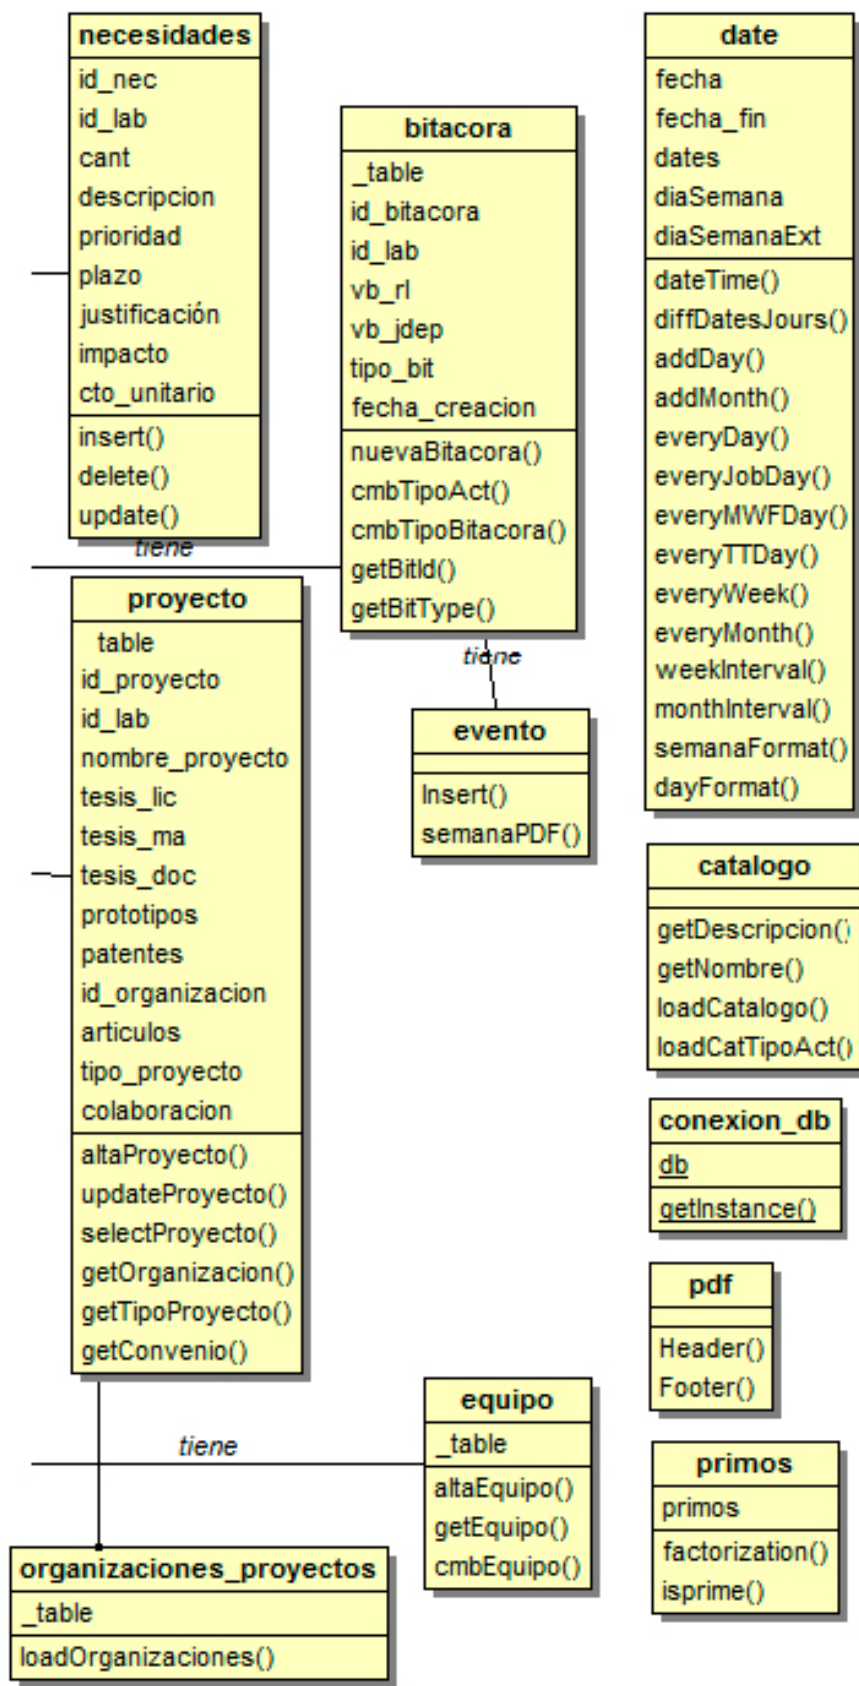 necesidades
id_nec
id_lab
cant
descripcion
prioridad
plazo
justificación
impacto
cto_unitario
insert()
delete()
update()
tiene
bitacora
_table
id_bitacora
id_lab
vb_rl
vb_jdep
tipo_bit
fecha_creacion
nuevaBitacora()
cmbTipoAct()
cmbTipoBitacora()
getBitId()
getBitType()
tiene
evento
Insert()
semanaPDF()
proyecto
_table
id_proyecto
id_lab
nombre_proyecto
tesis_lic
tesis_ma
tesis_doc
prototipos
patentes
id_organizacion
articulos
tipo_proyecto
colaboracion
altaProyecto()
updateProyecto()
selectProyecto()
getOrganizacion()
getTipoProyecto()
getConvenio()
tiene
equipo
_table
altaEquipo()
getEquipo()
cmbEquipo()
organizaciones_proyectos
_table
loadOrganizaciones()
date
fecha
fecha_fin
dates
diaSemana
diaSemanaExt
dateTime()
diffDatesJours()
addDay()
addMonth()
everyDay()
everyJobDay()
everyMWFDay()
everyTTDay()
everyWeek()
everyMonth()
weekInterval()
monthInterval()
semanaFormat()
dayFormat()
catalogo
getDescripcion()
getNombre()
loadCatalogo()
loadCatTipoAct()
conexion_db
db
getInstance()
pdf
Header()
Footer()
primos
primos
factorization()
isprime()